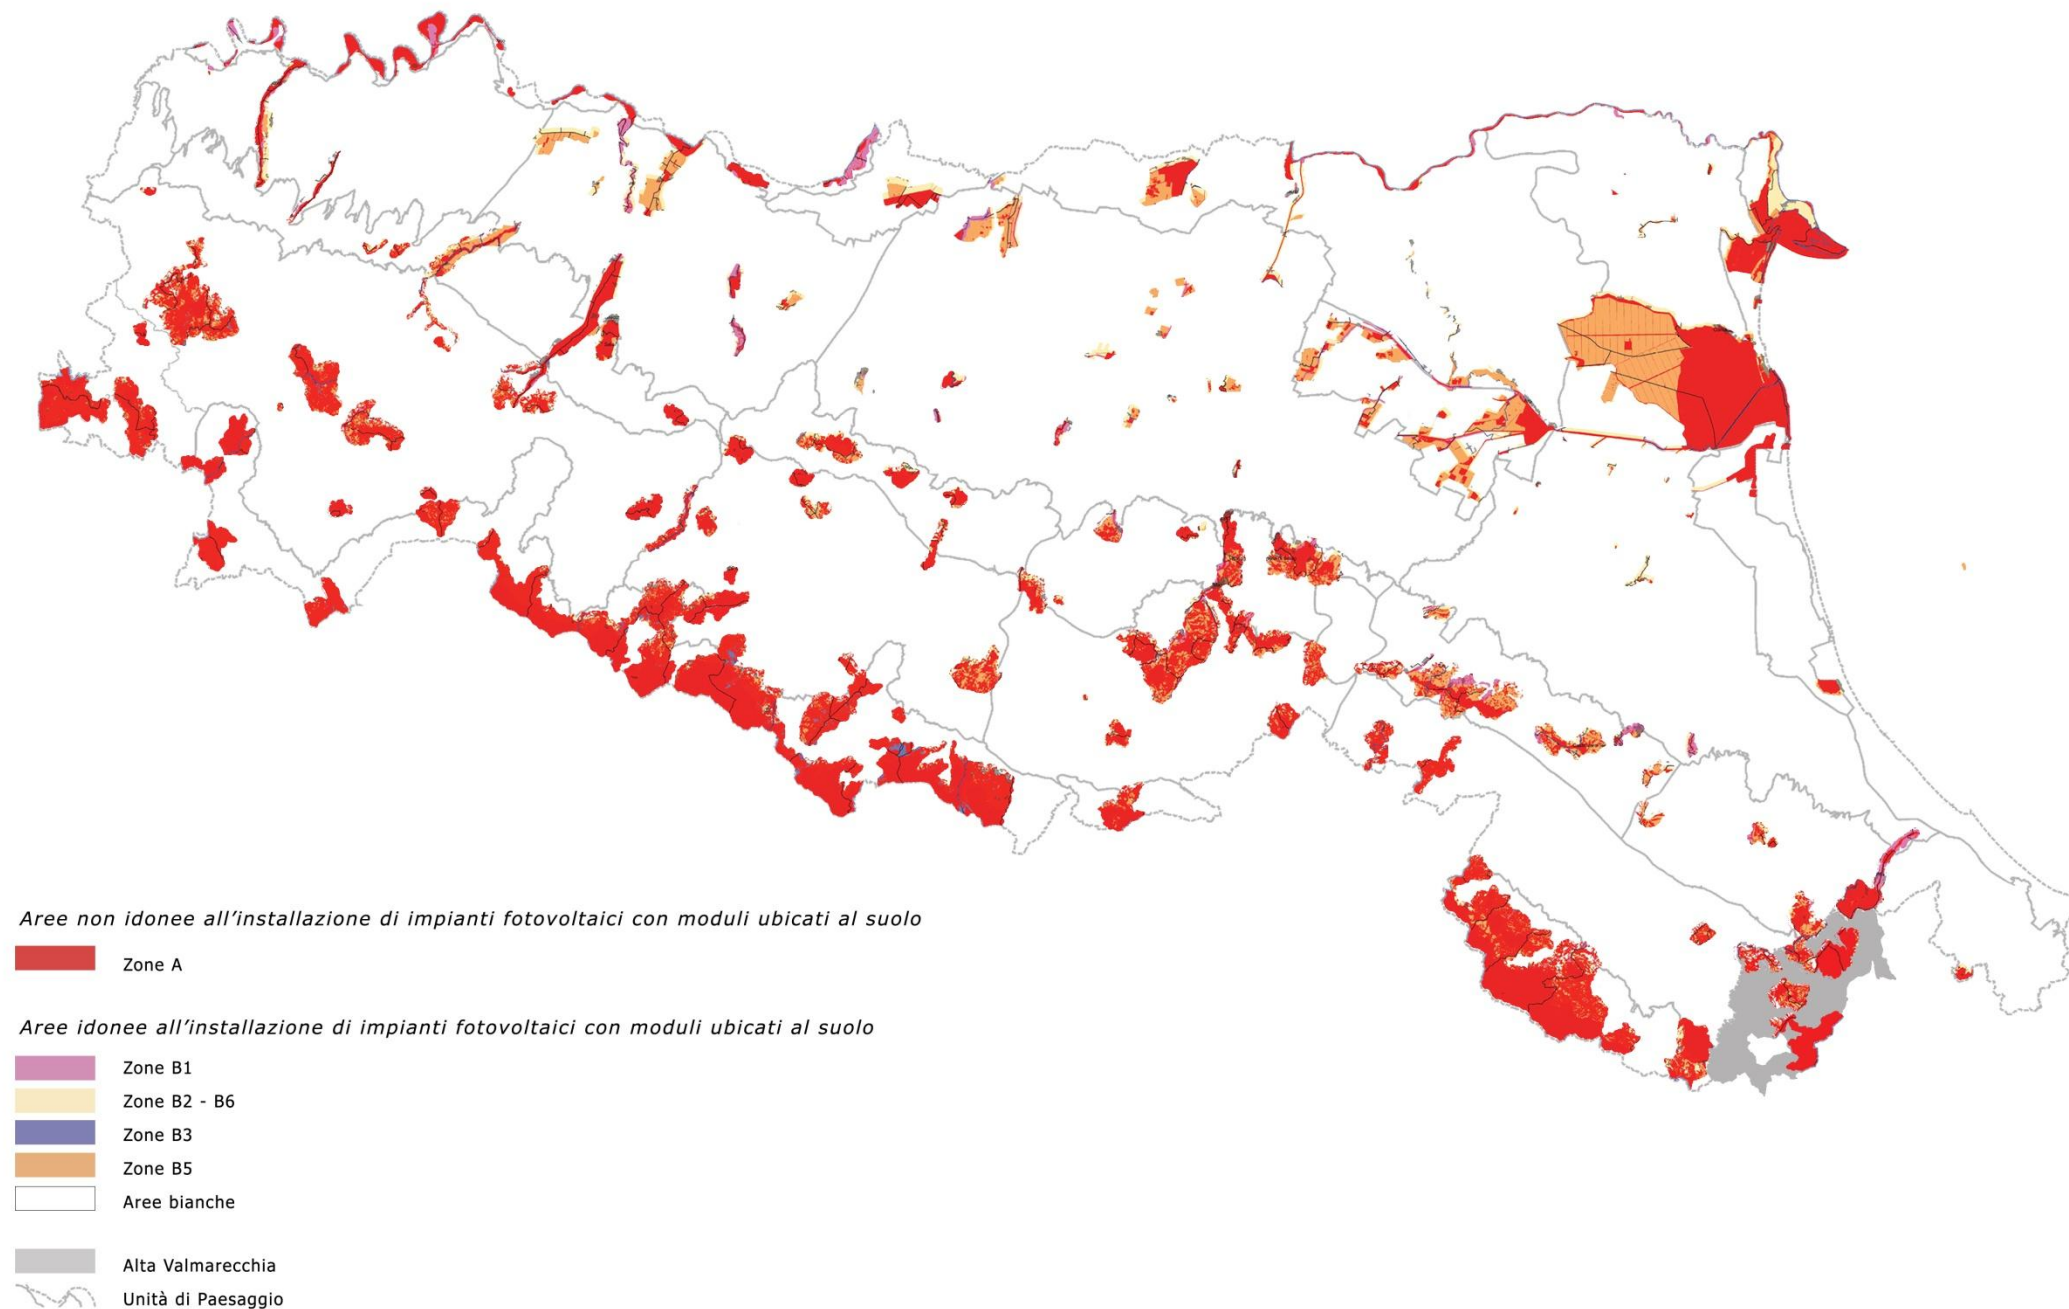 Aree non idonee all'installazione di impianti fotovoltaici con moduli ubicati al suolo
Zone A
Aree idonee all'installazione di impianti fotovoltaici con moduli ubicati al suolo
Zone B1
Zone B2 - B6
Zone B3
Zone B5
Aree bianche
Alta Valmarecchia
Unità di Paesaggio